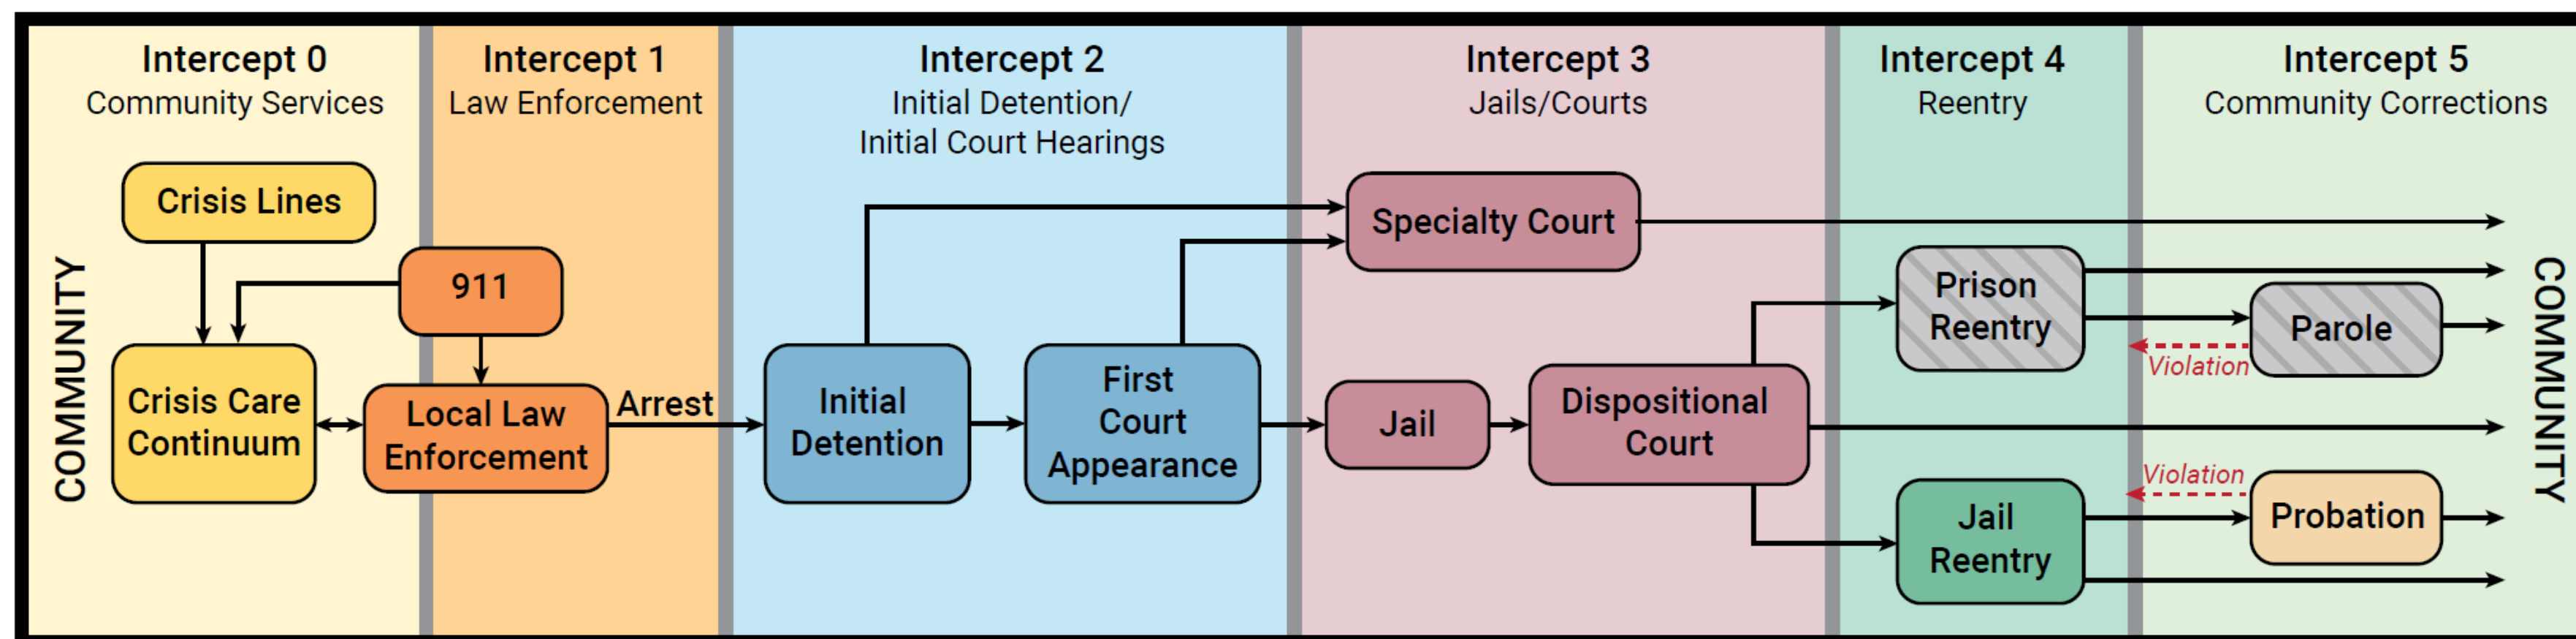 Intercept 0
Community Services
Intercept 1
Law Enforcement
Intercept 2
Initial Detention/
Initial Court Hearings
Intercept 3
Jails/Courts
Intercept 4
Reentry
Intercept 5
Community Corrections
COMMUNITY
Crisis Lines
911
Crisis Care
Continuum
Local Law
Enforcement
Arrest
Initial
Detention
First
Court
Appearance
Specialty Court
Jail
Dispositional
Court
Prison
Reentry
Jail
Reentry
Parole
Violation
Violation
Probation
COMMUNITY